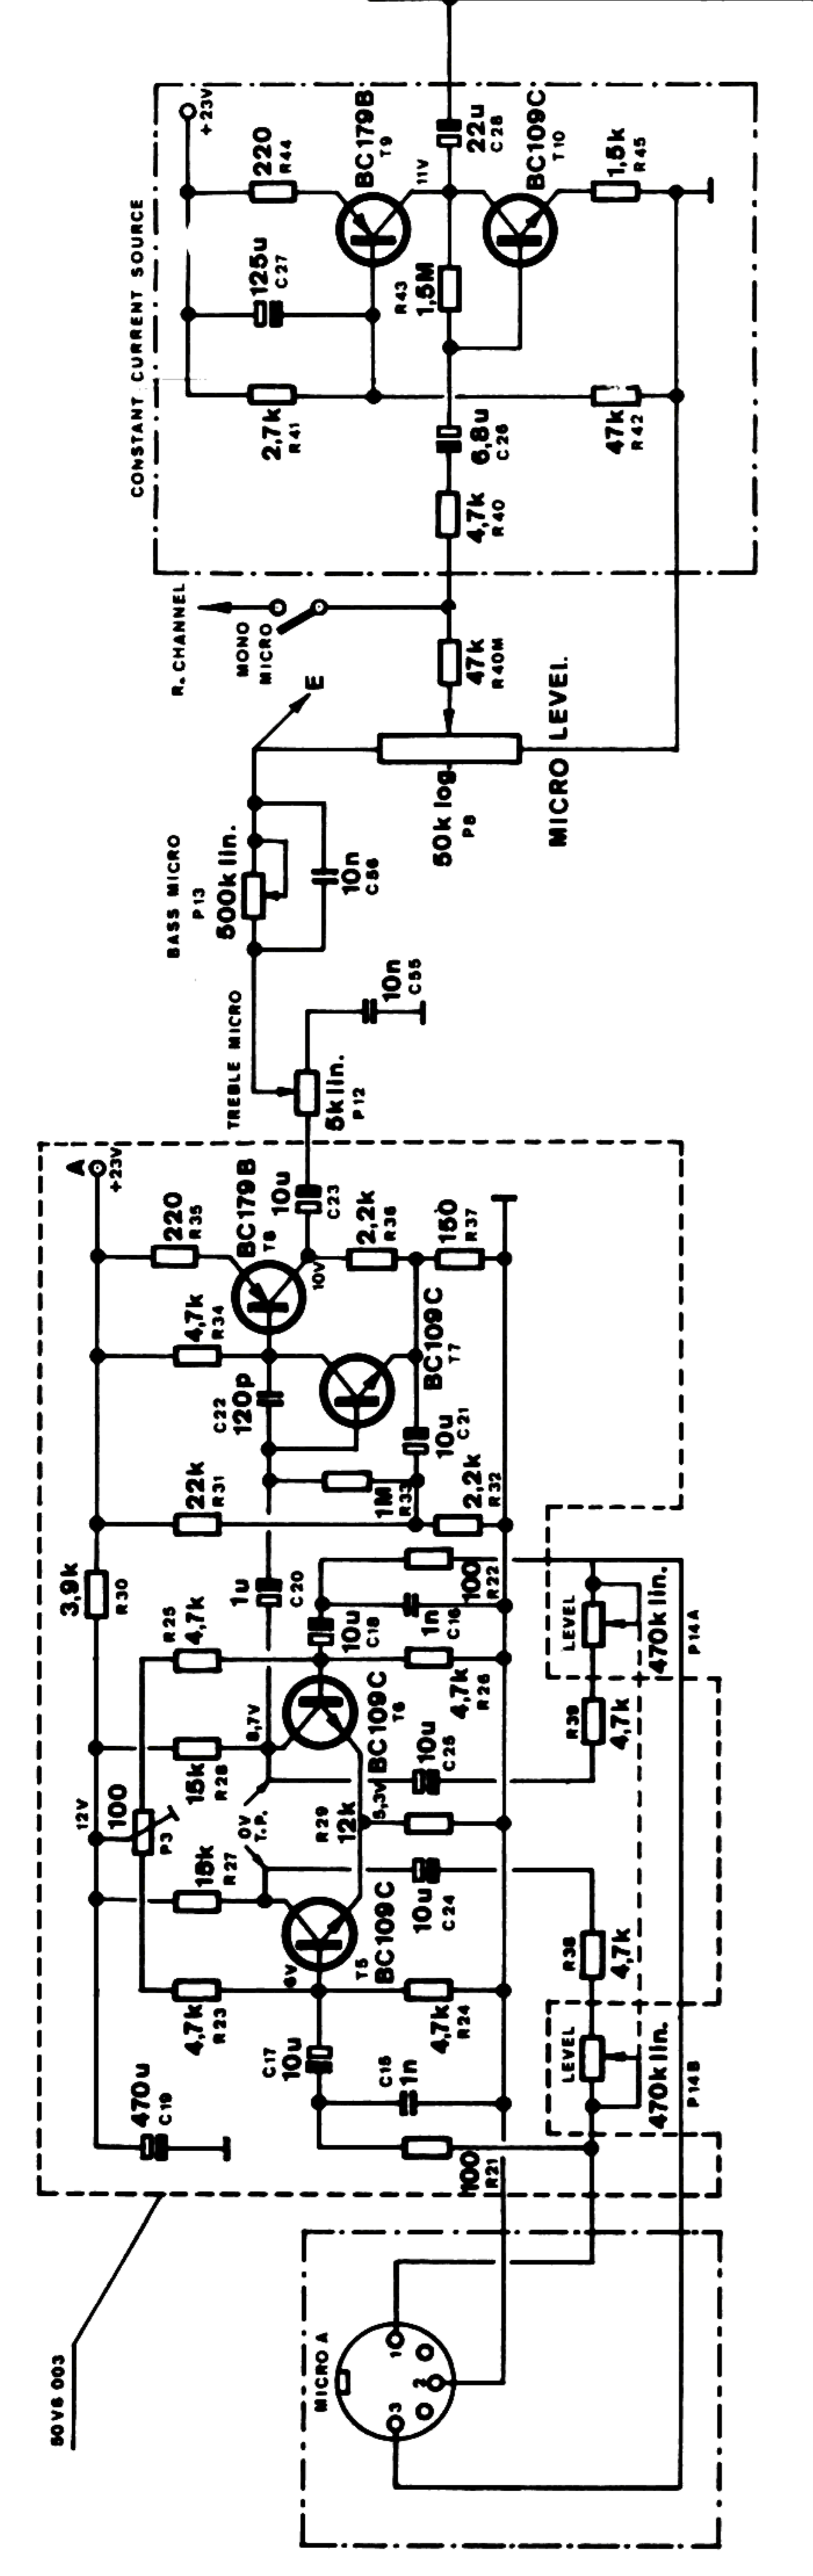 CONSTANT CURRENT SOURCE
+23V
220
R44
BC179B
T9
11V
22u
C28
BC109C
T10
1,5k
R45
125u
C27
R43
1,5M
2,7k
R41
6,8u
C26
47k
R42
4,7k
R40
R. CHANNEL
MONO
MICRO
47k
R40M
E
MICRO LEVEL
50k log
P8
BASS MICRO
P13
500k lin.
10n
C56
TREBLE MICRO
10n
C55
5k lin.
P12
A
+23V
220
R35
BC179B
T8
10u
C23
10V
2,2k
R36
150
R37
4,7k
R34
BC109C
T7
C22
120p
10u
C21
22k
R31
1M
R33
2,2k
R32
3,9k
R30
1u
C20
100
R22
R25
4,7k
10u
C18
1n
C16
LEVEL
470k lin.
P14A
8,7V
BC109C
T6
4,7k
R26
R39
4,7k
15k
R28
10u
C25
12V
100
P3
0V
T.P.
R29
12k
5,3V
15k
R27
10u
C24
6V
T5
BC109C
R38
4,7k
4,7k
R23
4,7k
R24
C17
10u
C15
1n
LEVEL
470k lin.
P14B
470u
C19
100
R21
50V6 003
MICRO A
1
2
3